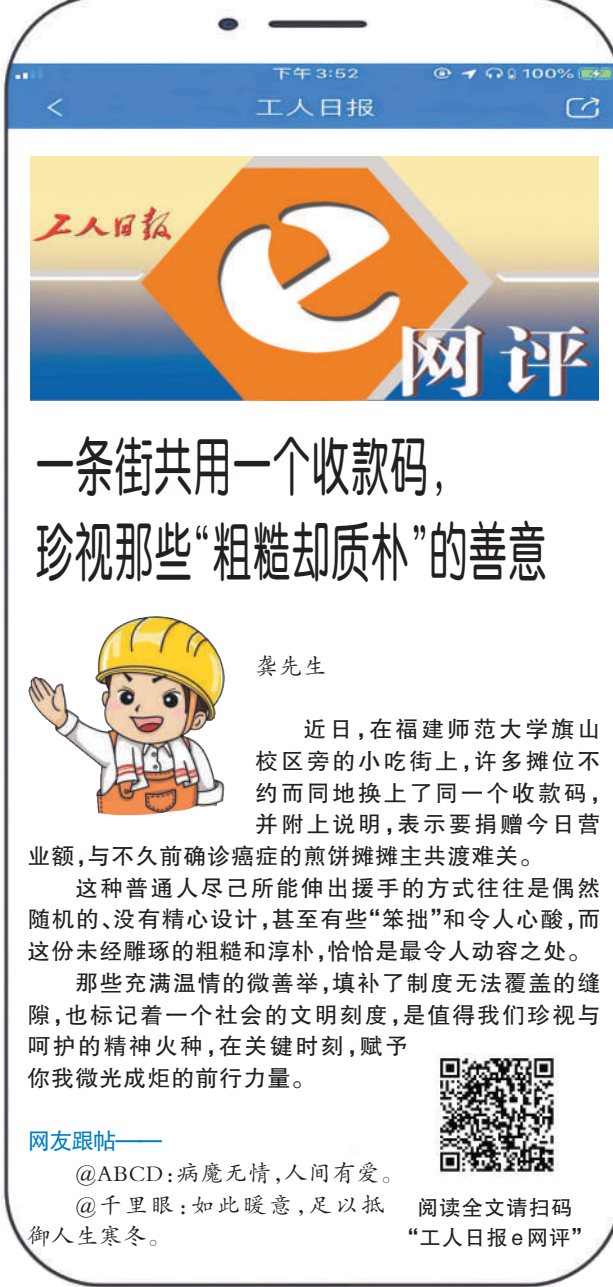 下午3:52
100%
工人日报
工人日报
e
网评
一条街共用一个收款码，
珍视那些“粗糙却质朴”的善意
龚先生
近日，在福建师范大学旗山
校区旁的小吃街上，许多摊位不
约而同地换上了同一个收款码，
并附上说明，表示要捐赠今日营
业额，与不久前确诊癌症的煎饼摊摊主共渡难关。
这种普通人尽己所能伸出援手的方式往往是偶然
随机的、没有精心设计，甚至有些“笨拙”和令人心酸，而
这份未经雕琢的粗糙和淳朴，恰恰是最令人动容之处。
那些充满温情的微善举，填补了制度无法覆盖的缝
隙，也标记着一个社会的文明刻度，是值得我们珍视与
呵护的精神火种，在关键时刻，赋予
你我微光成炬的前行力量。
网友跟帖——
@ABCD：病魔无情，人间有爱。
@千里眼：如此暖意，足以抵
御人生寒冬。
阅读全文请扫码
“工人日报e网评”